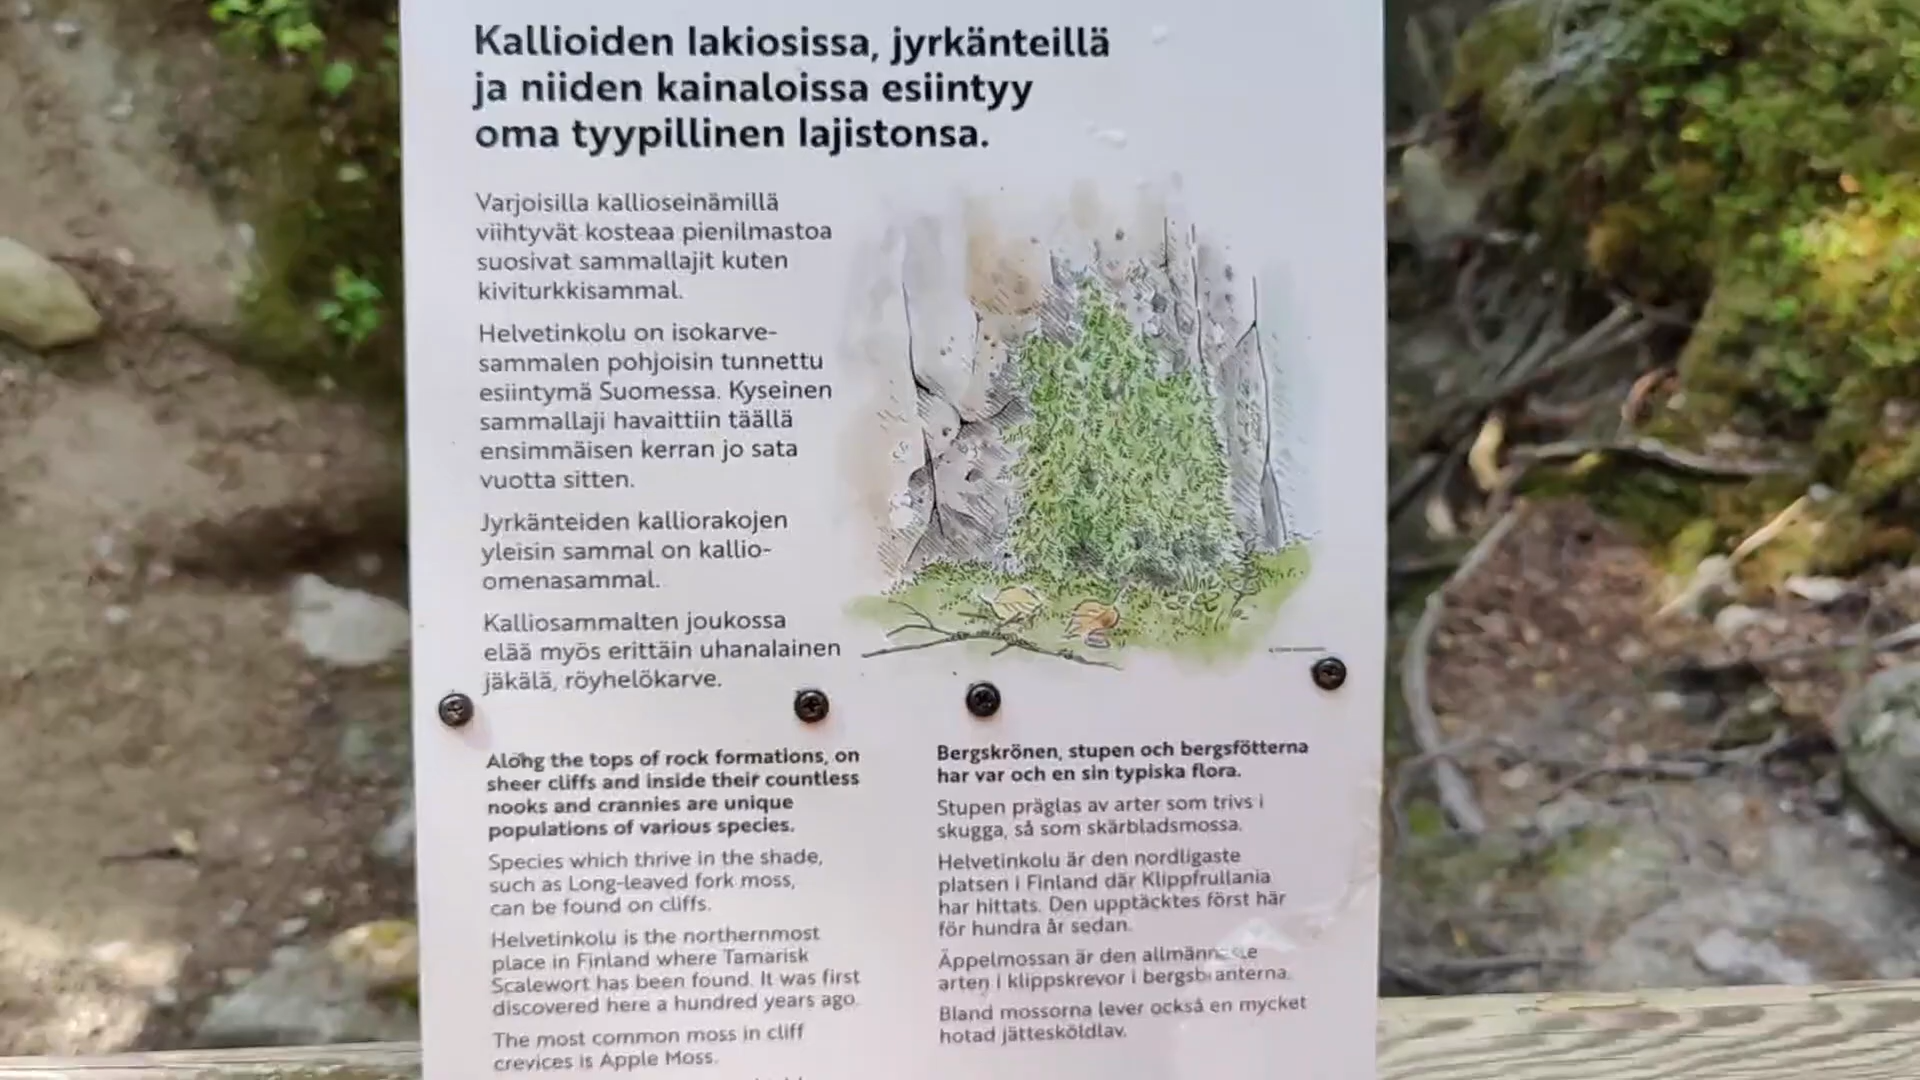 Kallioiden lakiosissa, jyrkänteillä
ja niiden kainaloissa esiintyy
oma tyypillinen lajistonsa.
Varjoisilla kallioseinämillä
viihtyvät kosteaa pienilmastoa
suosivat sammallajit kuten
kiviturkkisammal.
Helvetinkolu on isokarve-
sammalen pohjoisin tunnettu
esiintymä Suomessa. Kyseinen
sammallaji havaittiin täällä
ensimmäisen kerran jo sata
vuotta sitten.
Jyrkänteiden kalliorakojen
yleisin sammal on kallio-
omenasammal.
Kalliosammalten joukossa
elää myös erittäin uhanalainen
jäkälä, röyhelökarve.
Along the tops of rock formations, on
sheer cliffs and inside their countless
nooks and crannies are unique
populations of various species.
Species which thrive in the shade,
such as Long-leaved fork moss,
can be found on cliffs.
Helvetinkolu is the northernmost
place in Finland where Tamarisk
Scalewort has been found. It was first
discovered here a hundred years ago.
The most common moss in cliff
crevices is Apple Moss.
Bergskrönen, stupen och bergsfötterna
har var och en sin typiska flora.
Stupen präglas av arter som trivs i
skugga, så som skärbladsmossa.
Helvetinkolu är den nordligaste
platsen i Finland där Klippfrullania
har hittats. Den upptäcktes först här
för hundra år sedan.
Äppelmossan är den allmännaste
arten i klippskrevor i bergsbranterna.
Bland mossorna lever också en mycket
hotad jättesköldlav.